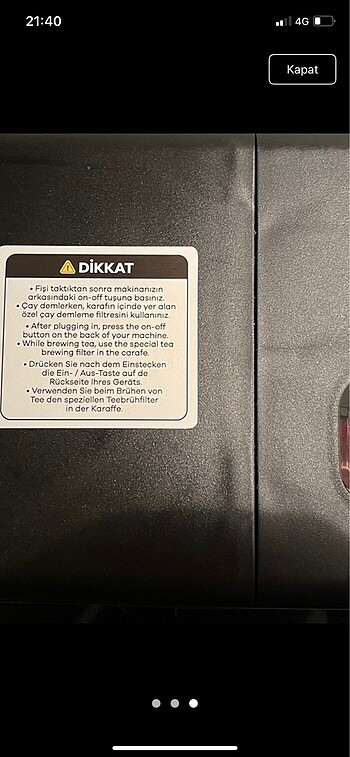 21:40
4G
Kapat
DİKKAT
• Fişi taktıktan sonra makinanızın
arkasındaki on-off tuşuna basınız.
• Çay demlerken, karafın içinde yer alan
özel çay demleme filtresini kullanınız.
• After plugging in, press the on-off
button on the back of your machine.
• While brewing tea, use the special tea
brewing filter in the carafe.
• Drücken Sie nach dem Einstecken
die Ein- / Aus-Taste auf de
Rückseite Ihres Geräts.
• Verwenden Sie beim Brühen von
Tee den speziellen Teebrühfilter
in der Karaffe.